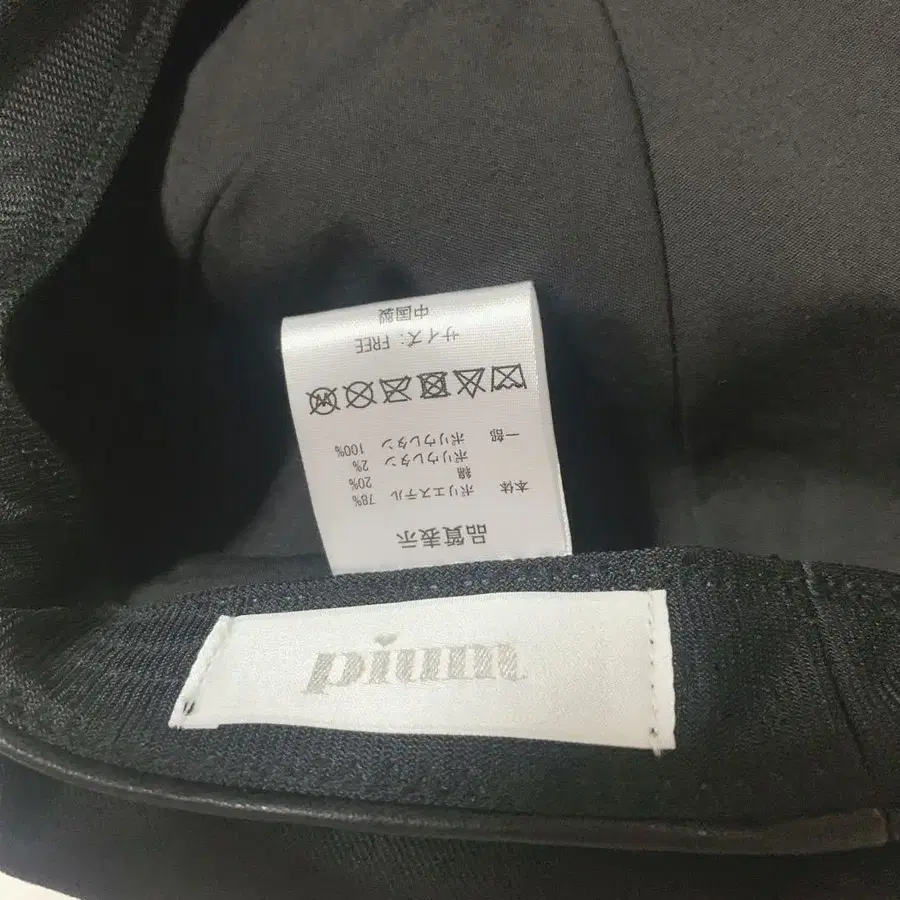 品質表示
本体 ポリエステル 78%
綿 20%
ポリウレタン 2%
一部 ポリウレタン 100%
サイズ: FREE
中国製
pium